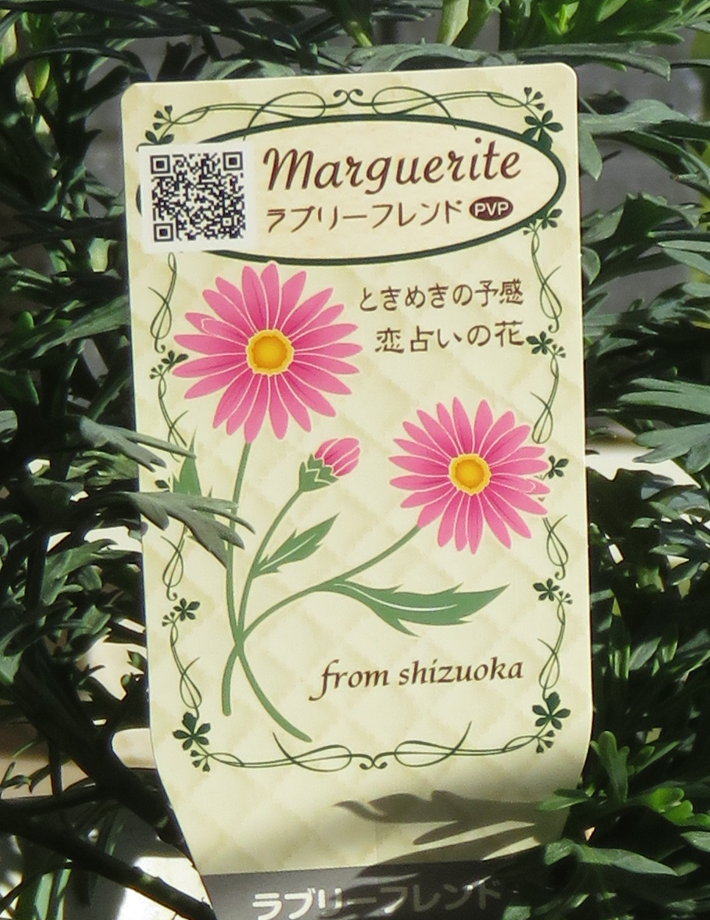 Marguerite
ラブリーフレンド PVP
ときめきの予感
恋占いの花
from shizuoka
ラブリーフレンド